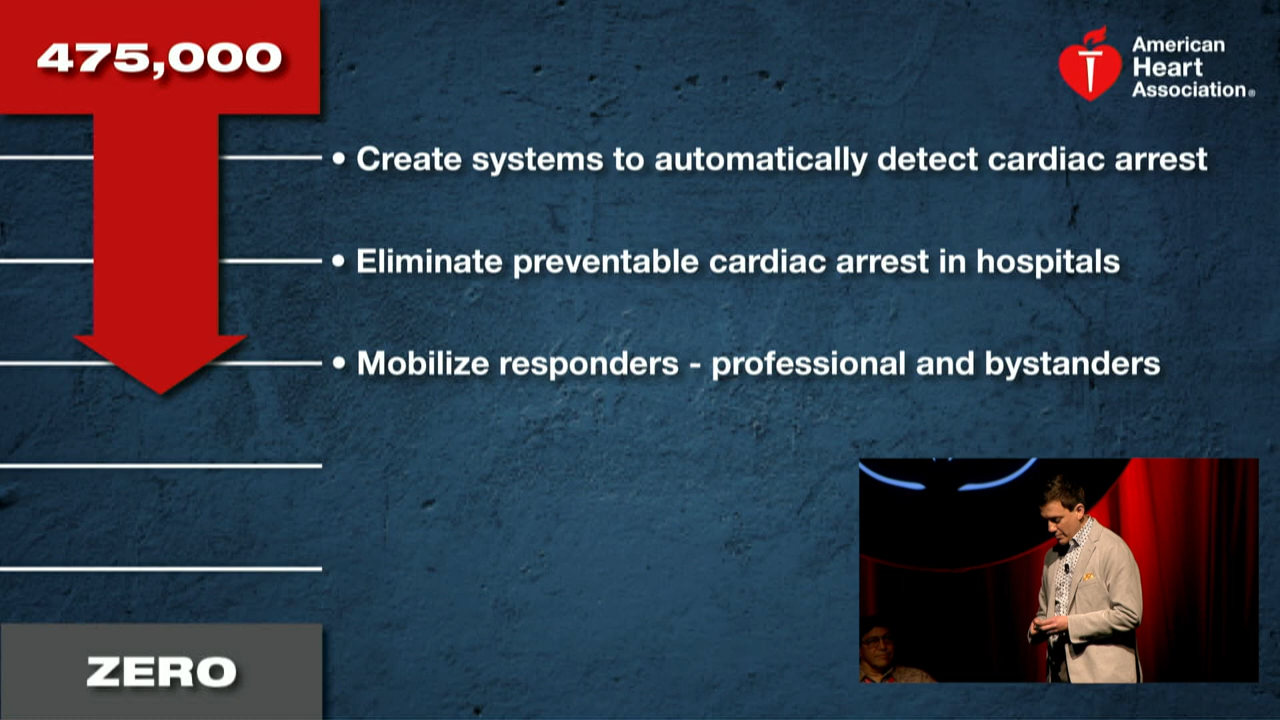 475,000
American
Heart
Association®
• Create systems to automatically detect cardiac arrest
• Eliminate preventable cardiac arrest in hospitals
• Mobilize responders - professional and bystanders
ZERO